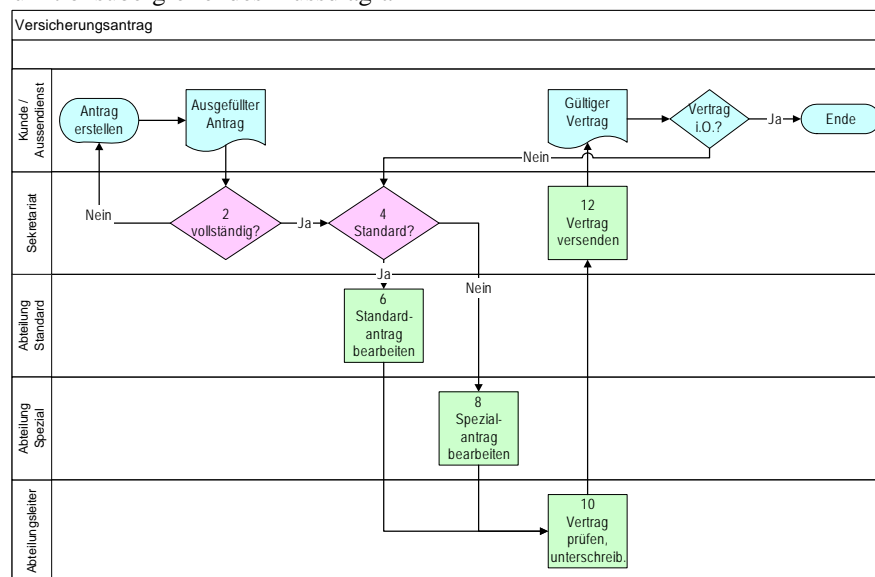 Versicherungsantrag
Kunde /
Aussendienst
Antrag
erstellen
Ausgefüllter
Antrag
Gültiger
Vertrag
Vertrag
i.O.?
Ja
Ende
Nein
Sekretariat
Nein
2
vollständig?
Ja
4
Standard?
12
Vertrag
versenden
Ja
Nein
Abteilung
Standard
6
Standard-
antrag
bearbeiten
Abteilung
Spezial
8
Spezial-
antrag
bearbeiten
Abteilungsleiter
10
Vertrag
prüfen,
unterschreib.